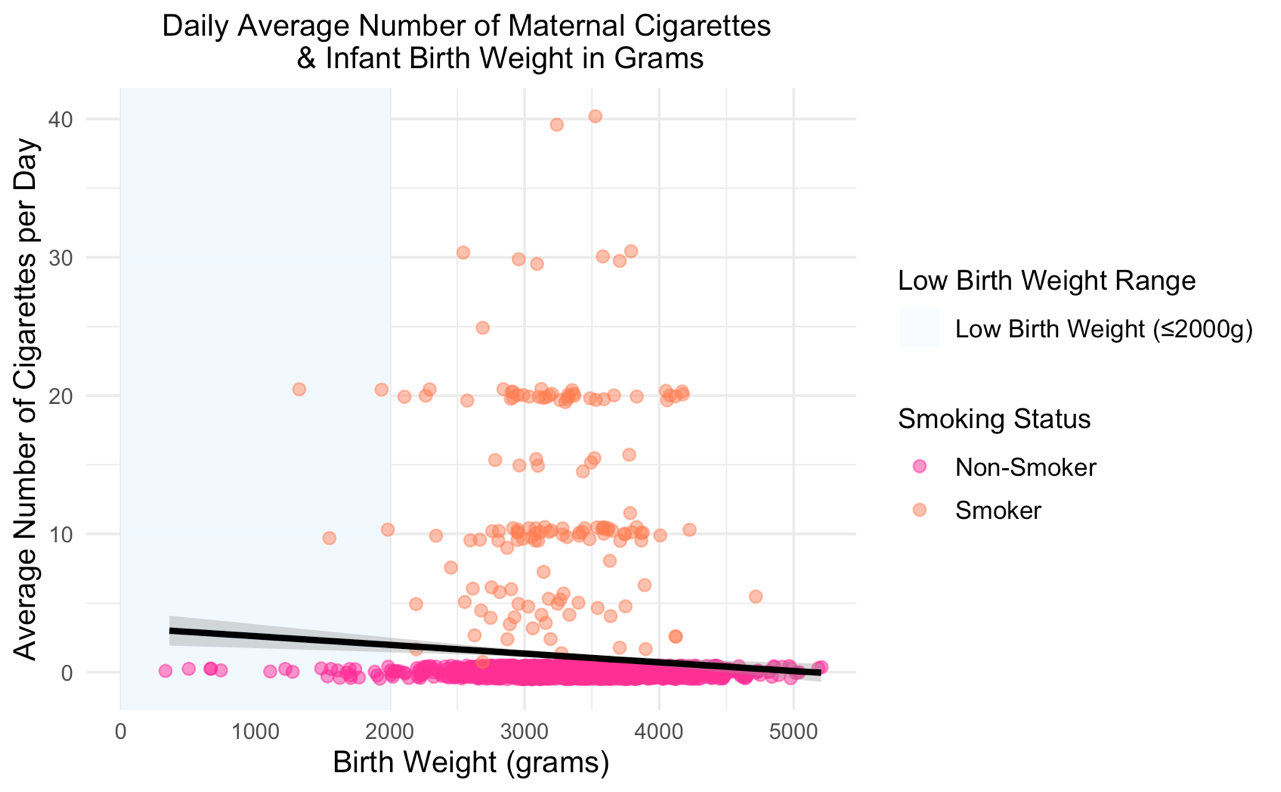 Daily Average Number of Maternal Cigarettes
& Infant Birth Weight in Grams
Average Number of Cigarettes per Day
40
30
20
10
0
0 1000 2000 3000 4000 5000
Birth Weight (grams)
Low Birth Weight Range
Low Birth Weight (≤2000g)
Smoking Status
Non-Smoker
Smoker